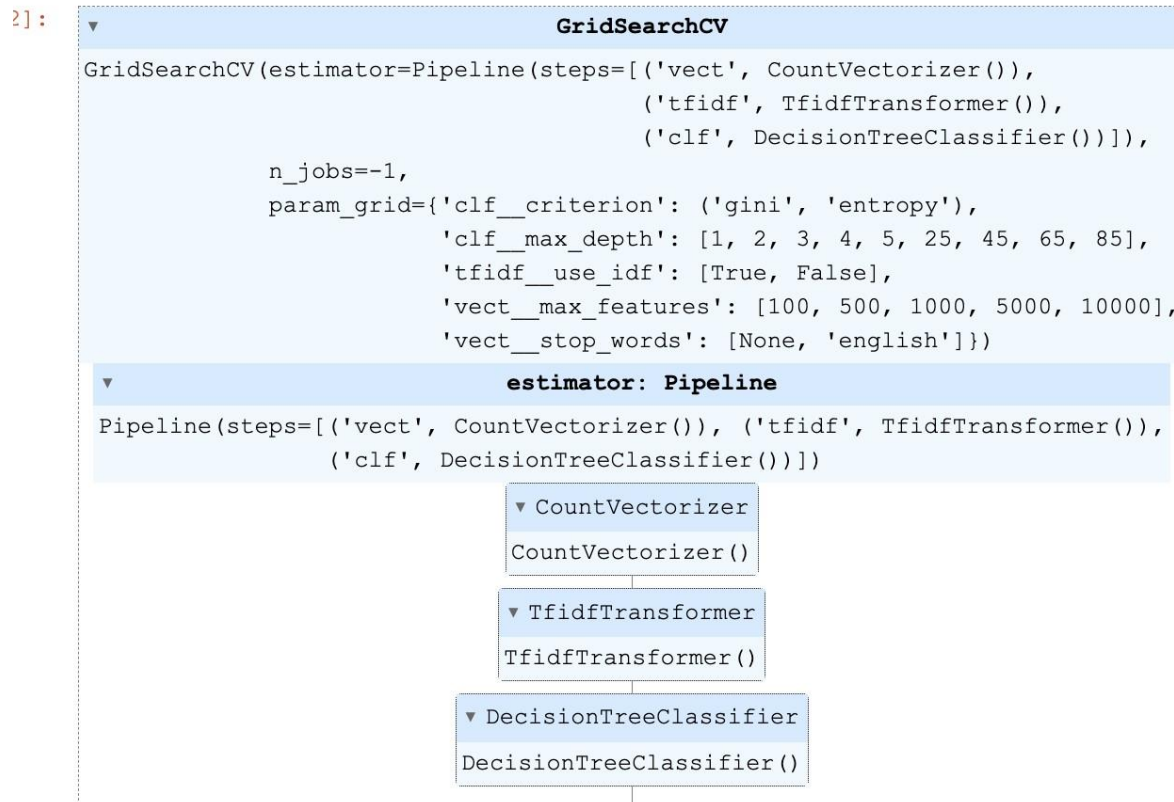 2]:
GridSearchCV
GridSearchCV(estimator=Pipeline(steps=[('vect', CountVectorizer()),
('tfidf', TfidfTransformer()),
('clf', DecisionTreeClassifier())]),
n_jobs=-1,
param_grid={'clf__criterion': ('gini', 'entropy'),
'clf__max_depth': [1, 2, 3, 4, 5, 25, 45, 65, 85],
'tfidf__use_idf': [True, False],
'vect__max_features': [100, 500, 1000, 5000, 10000],
'vect__stop_words': [None, 'english']})
estimator: Pipeline
Pipeline(steps=[('vect', CountVectorizer()), ('tfidf', TfidfTransformer()),
('clf', DecisionTreeClassifier())])
CountVectorizer
CountVectorizer()
TfidfTransformer
TfidfTransformer()
DecisionTreeClassifier
DecisionTreeClassifier()